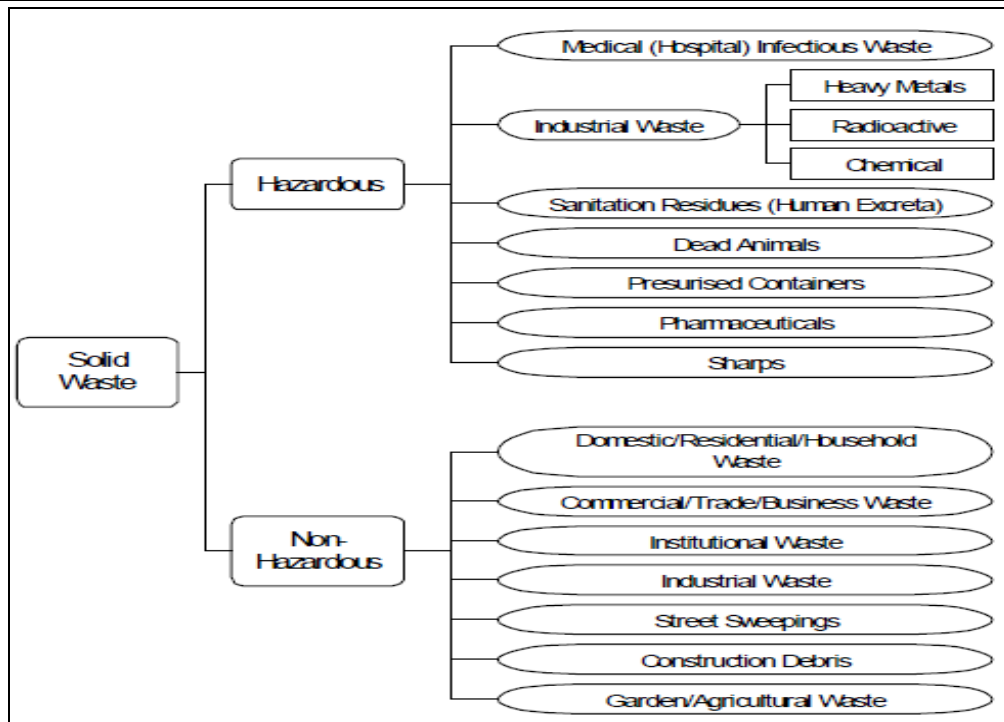 Medical (Hospital) Infectious Waste
Heavy Metals
Industrial Waste
Radioactive
Chemical
Hazardous
Sanitation Residues (Human Excreta)
Dead Animals
Presurised Containers
Pharmaceuticals
Sharps
Solid
Waste
Domestic/Residential/Household
Waste
Commercial/Trade/Business Waste
Non-
Hazardous
Institutional Waste
Industrial Waste
Street Sweepings
Construction Debris
Garden/Agricultural Waste